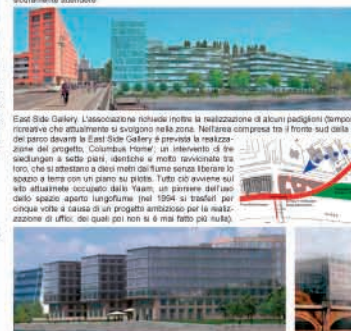 sicuramente attendere
East Side Gallery. L'associazione richiede inoltre la realizzazione di alcuni padiglioni (tempo
ricreative che attualmente si svolgono nella zona. Nell'area compresa tra il fronte sud della
del parco davanti la East Side Gallery è prevista la realizza-
zione del progetto, Columbus Home; un intervento di tre
siedlungen a sette piani, identiche e molto ravvicinate tra
loro, che si attestano a dieci metri dal fiume senza liberare lo
spazio a terra con un piano su pilotis. Tutto ciò avviene sul
sito attualmete occupato dallo Yaam, un pioniere dell'uso
dello spazio aperto lungofiume (nel 1994 si trasferì per
cinque volte a causa di un progetto ambizioso per la realiz-
zazione di uffici, dei quali poi non si è mai fatto più nulla).